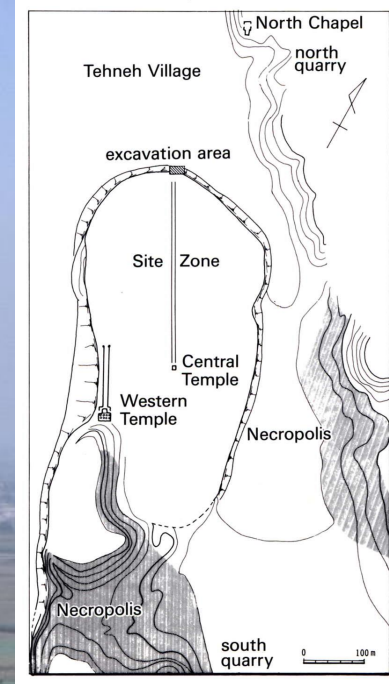 North Chapel
north
quarry
Tehneh Village
excavation area
Site Zone
Central
Temple
Western
Temple
Necropolis
Necropolis
south
quarry
0 100 m